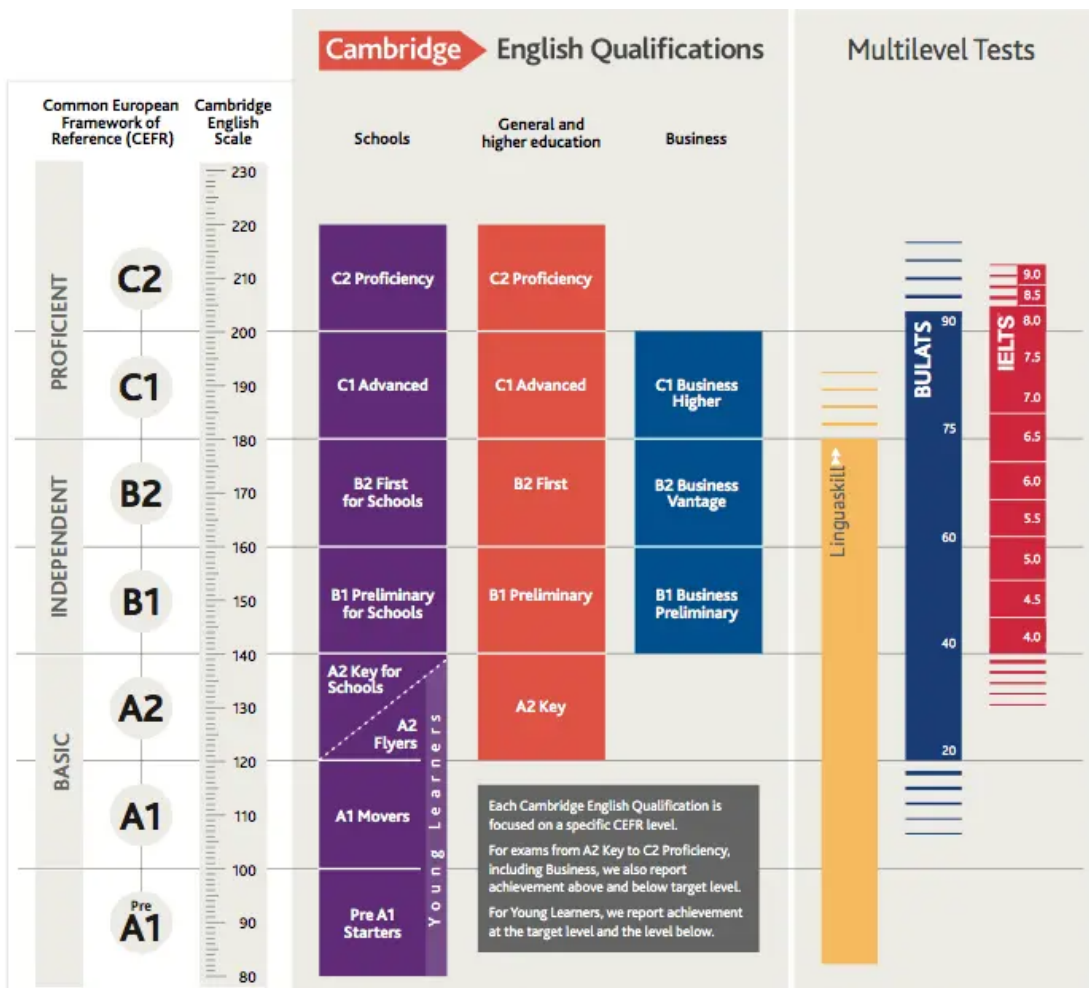 Cambridge English Qualifications
Multilevel Tests
Common European
Framework of
Reference (CEFR)
Cambridge
English
Scale
Schools
General and
higher education
Business
PROFICIENT
INDEPENDENT
BASIC
C2
C1
B2
B1
A2
A1
Pre
A1
230
220
210
200
190
180
170
160
150
140
130
120
110
100
90
80
C2 Proficiency
C1 Advanced
B2 First
for Schools
B1 Preliminary
for Schools
A2 Key for
Schools
A2
Flyers
A1 Movers
Pre A1
Starters
Young Learners
C2 Proficiency
C1 Advanced
B2 First
B1 Preliminary
A2 Key
C1 Business
Higher
B2 Business
Vantage
B1 Business
Preliminary
Each Cambridge English Qualification is
focused on a specific CEFR level.
For exams from A2 Key to C2 Proficiency,
including Business, we also report
achievement above and below target level.
For Young Learners, we report achievement
at the target level and the level below.
Linguaskill
BULATS
90
75
60
40
20
IELTS
9.0
8.5
8.0
7.5
7.0
6.5
6.0
5.5
5.0
4.5
4.0